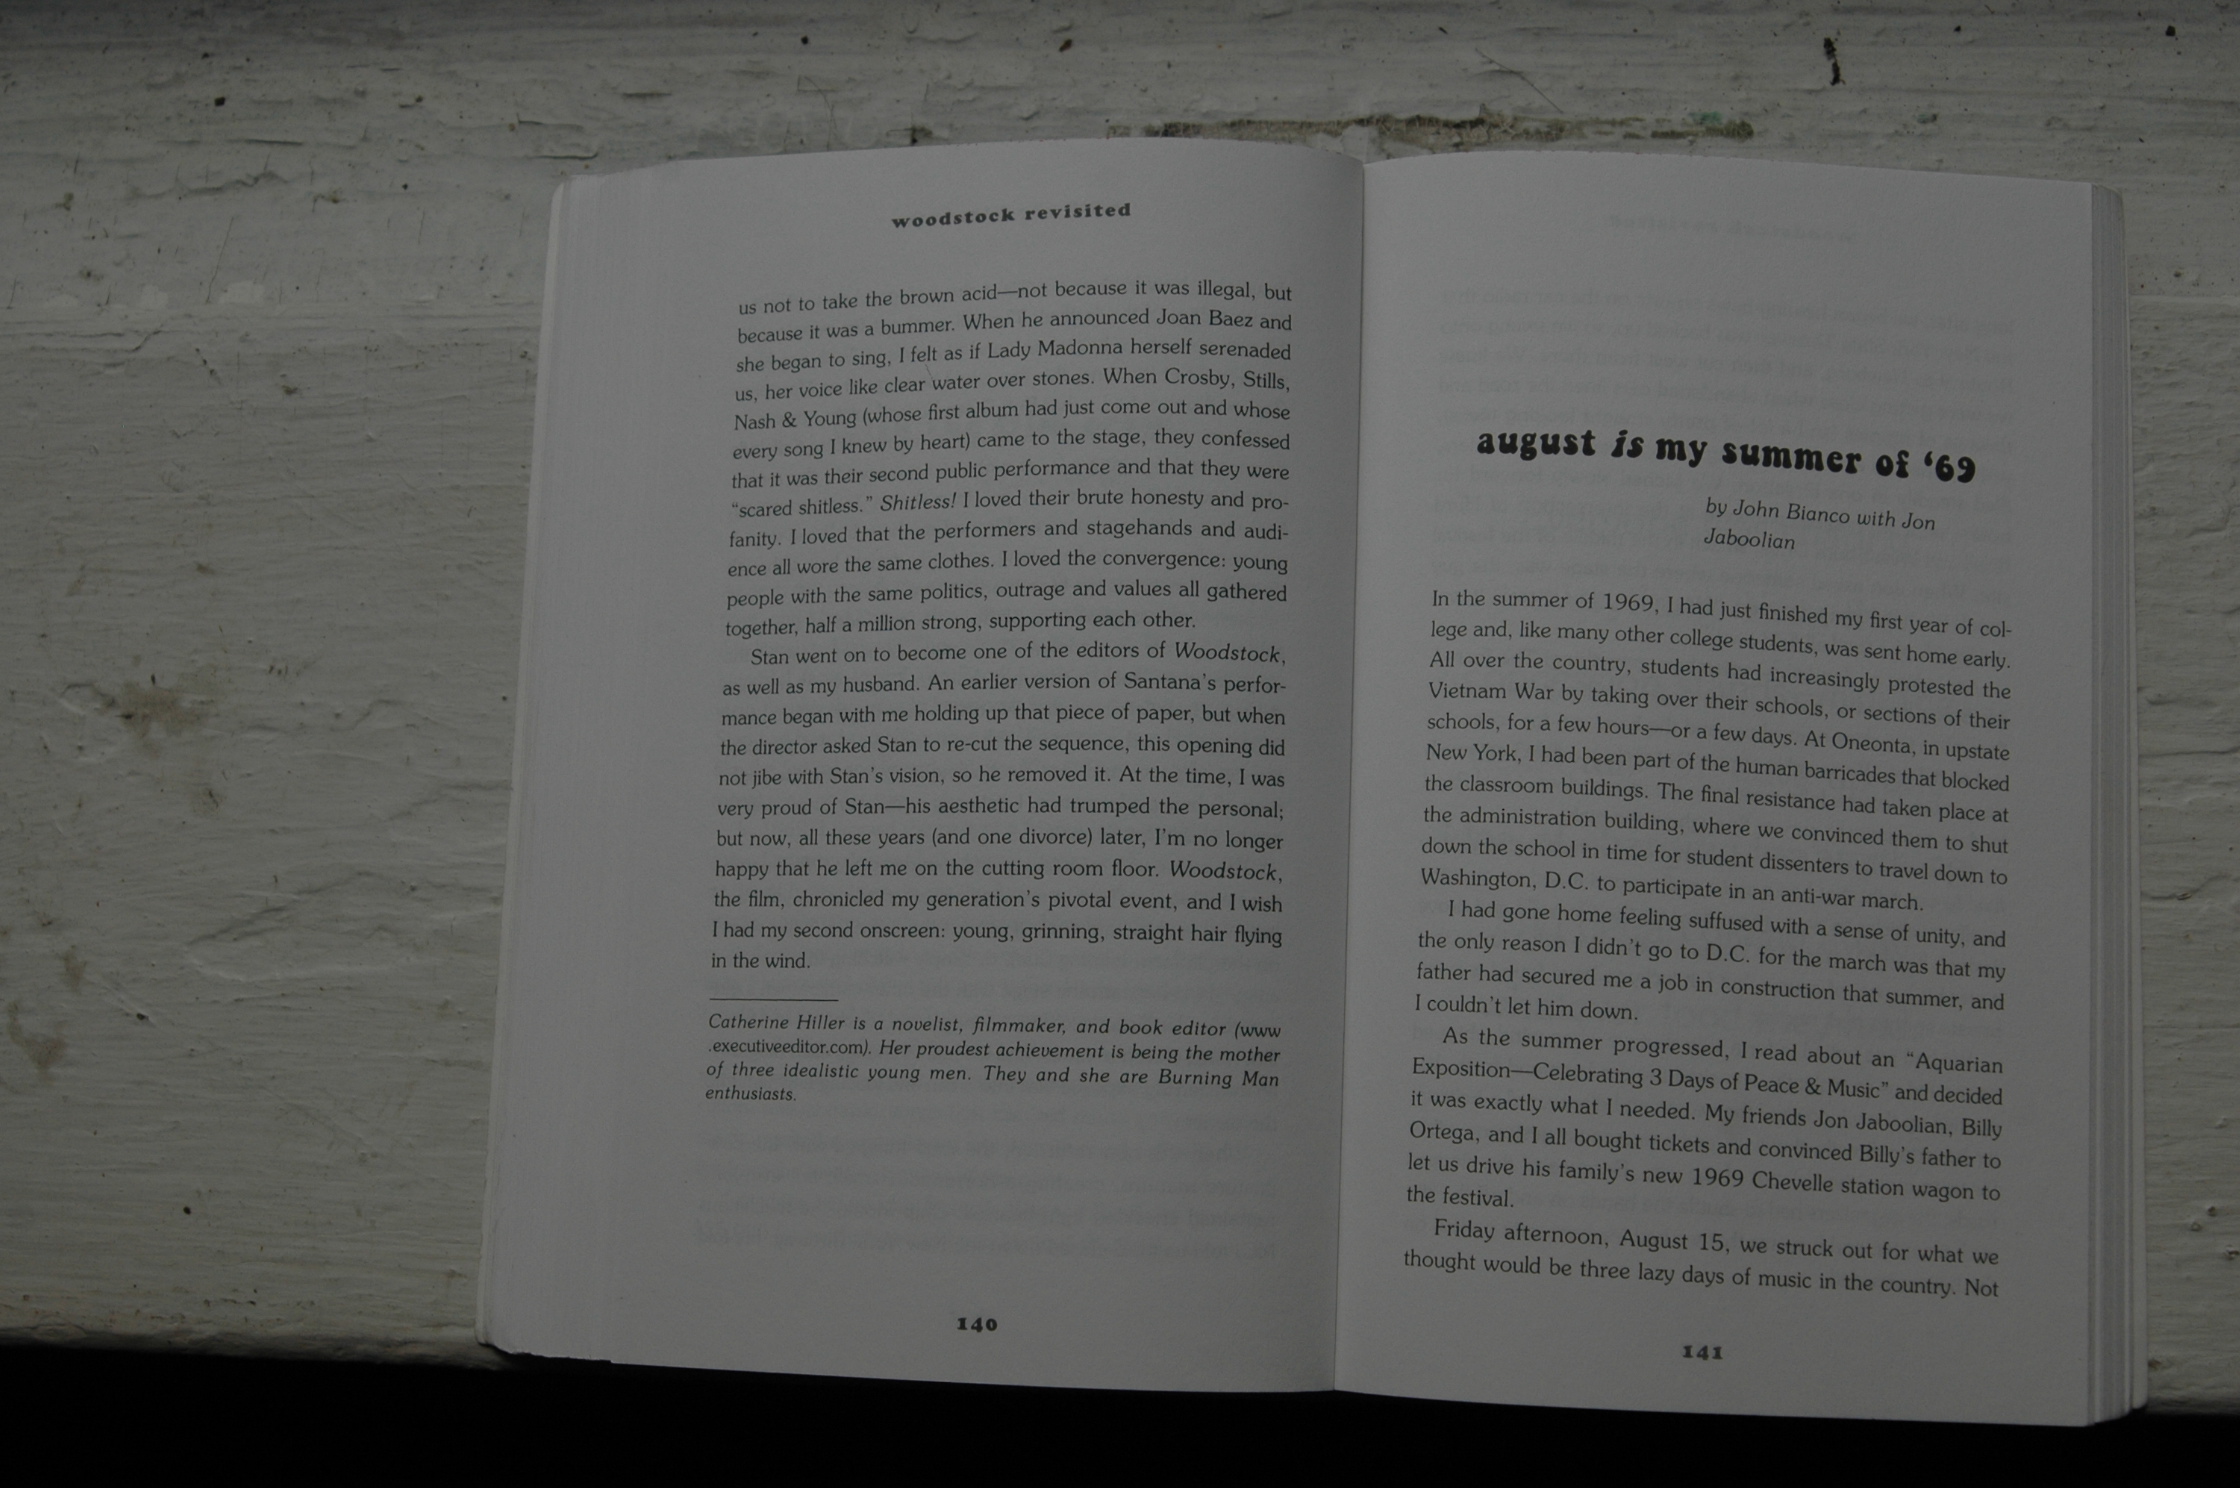 woodstock revisited
us not to take the brown acid—not because it was illegal, but
because it was a bummer. When he announced Joan Baez and
she began to sing, I felt as if Lady Madonna herself serenaded
us, her voice like clear water over stones. When Crosby, Stills,
Nash & Young (whose first album had just come out and whose
every song I knew by heart) came to the stage, they confessed
that it was their second public performance and that they were
“scared shitless.” Shitless! I loved their brute honesty and pro-
fanity. I loved that the performers and stagehands and audi-
ence all wore the same clothes. I loved the convergence: young
people with the same politics, outrage and values all gathered
together, half a million strong, supporting each other.
Stan went on to become one of the editors of Woodstock,
as well as my husband. An earlier version of Santana’s perfor-
mance began with me holding up that piece of paper, but when
the director asked Stan to re-cut the sequence, this opening did
not jibe with Stan’s vision, so he removed it. At the time, I was
very proud of Stan—his aesthetic had trumped the personal;
but now, all these years (and one divorce) later, I’m no longer
happy that he left me on the cutting room floor. Woodstock,
the film, chronicled my generation’s pivotal event, and I wish
I had my second onscreen: young, grinning, straight hair flying
in the wind.
Catherine Hiller is a novelist, filmmaker, and book editor (www
.executiveeditor.com). Her proudest achievement is being the mother
of three idealistic young men. They and she are Burning Man
enthusiasts.
140
august is my summer of ‘69
by John Bianco with Jon
Jaboolian
In the summer of 1969, I had just finished my first year of col-
lege and, like many other college students, was sent home early.
All over the country, students had increasingly protested the
Vietnam War by taking over their schools, or sections of their
schools, for a few hours—or a few days. At Oneonta, in upstate
New York, I had been part of the human barricades that blocked
the classroom buildings. The final resistance had taken place at
the administration building, where we convinced them to shut
down the school in time for student dissenters to travel down to
Washington, D.C. to participate in an anti-war march.
I had gone home feeling suffused with a sense of unity, and
the only reason I didn’t go to D.C. for the march was that my
father had secured me a job in construction that summer, and
I couldn’t let him down.
As the summer progressed, I read about an “Aquarian
Exposition—Celebrating 3 Days of Peace & Music” and decided
it was exactly what I needed. My friends Jon Jaboolian, Billy
Ortega, and I all bought tickets and convinced Billy’s father to
let us drive his family’s new 1969 Chevelle station wagon to
the festival.
Friday afternoon, August 15, we struck out for what we
thought would be three lazy days of music in the country. Not
141